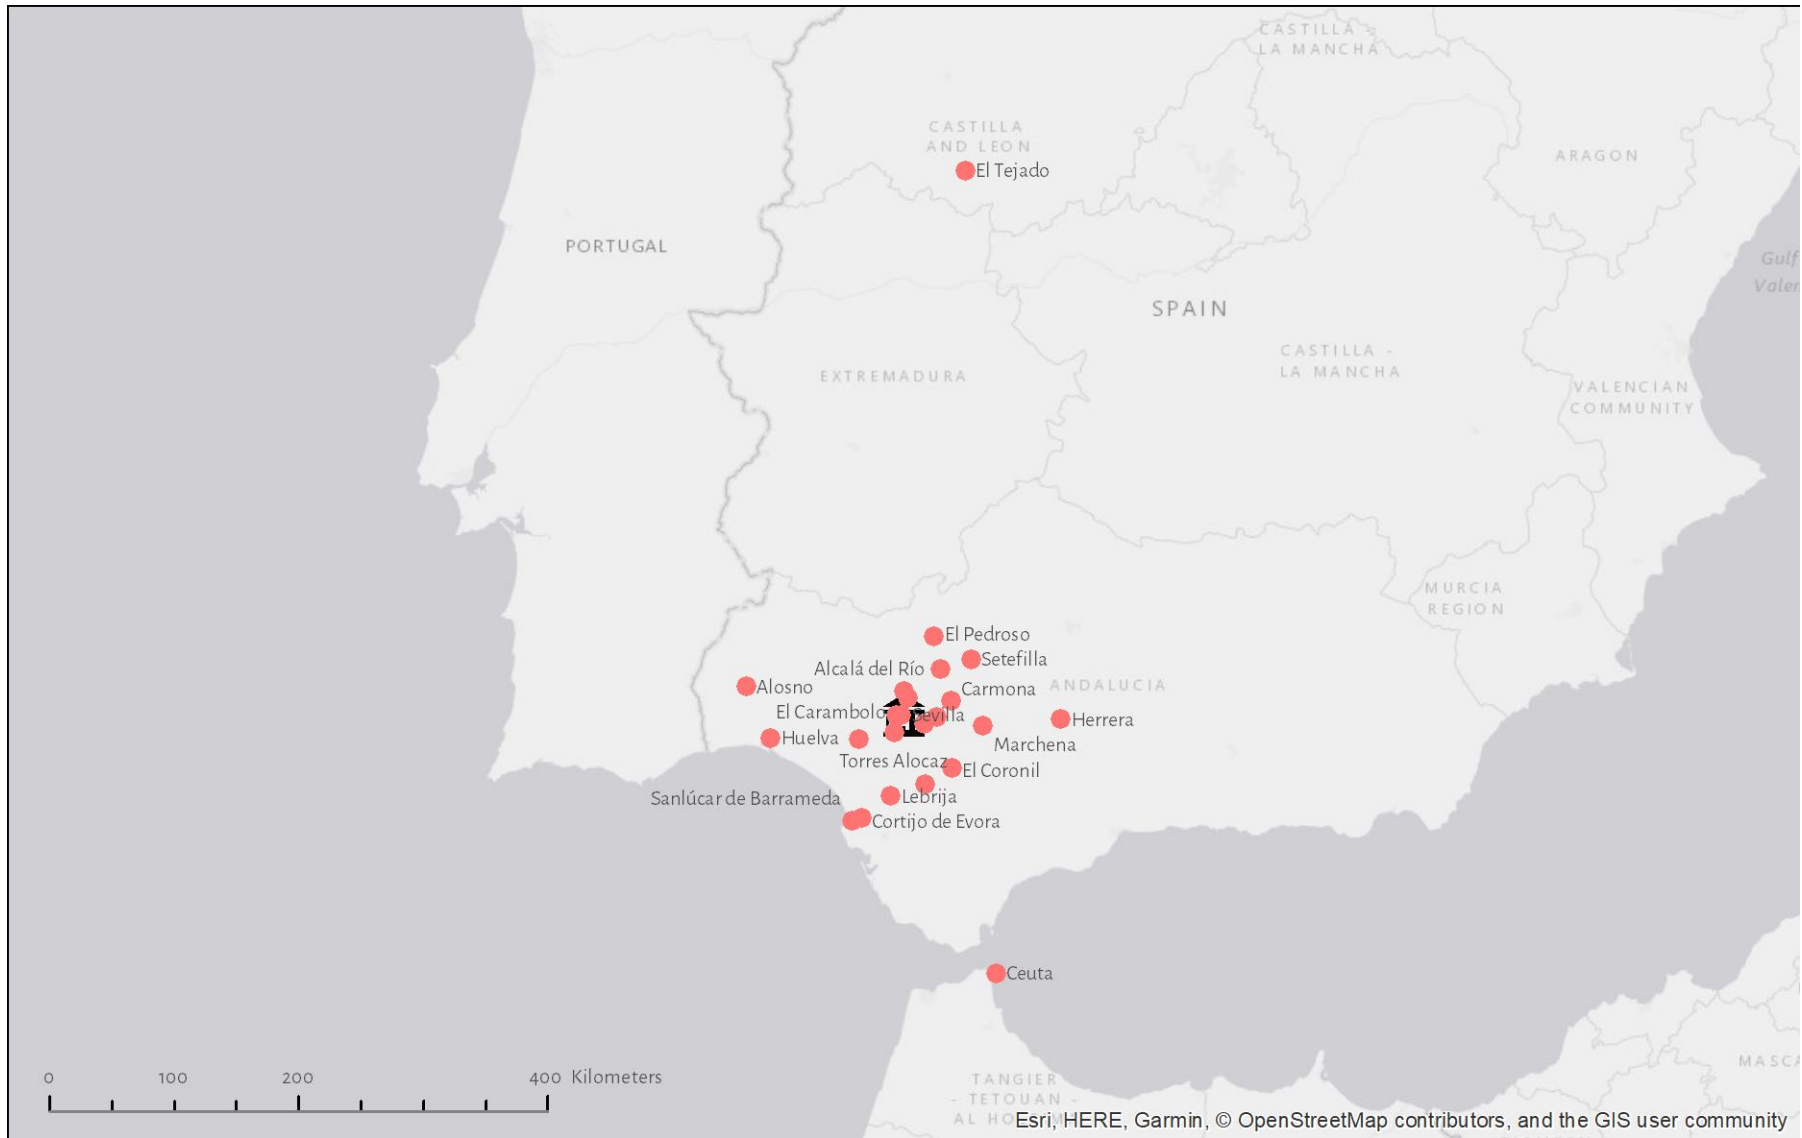 CASTILLA -
LA MANCHA
CASTILLA
AND LEON
ARAGON
El Tejado
PORTUGAL
Gulf
Valen
SPAIN
CASTILLA -
LA MANCHA
EXTREMADURA
VALENCIAN
COMMUNITY
MURCIA
REGION
El Pedroso
Setefilla
Alcalá del Río
Alosno
Carmona
ANDALUCIA
El Carambolo
Sevilla
Herrera
Huelva
Marchena
Torres Alocaz
El Coronil
Sanlúcar de Barrameda
Lebrija
Cortijo de Evora
Ceuta
0 100 200 400 Kilometers
MASCA
TANGIER
- TETOUAN -
AL HO
Esri, HERE, Garmin, © OpenStreetMap contributors, and the GIS user community